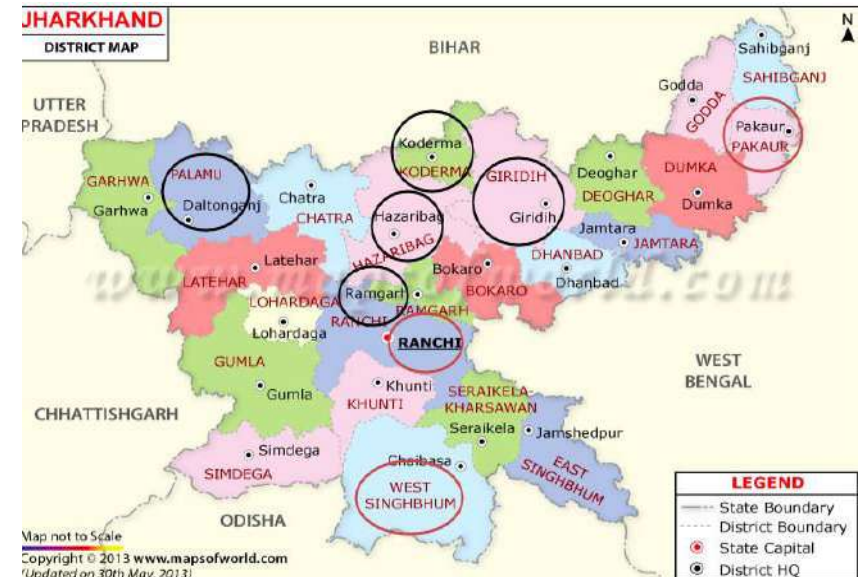 JHARKHAND
DISTRICT MAP
N
BIHAR
UTTER
PRADESH
Sahibganj
SAHIBGANJ
Godda
GODDA
Pakaur
PAKAUR
Koderma
KODERMA
PALAMU
GARHWA
Garhwa
Daltonganj
Chatra
CHATRA
Hazaribag
HAZARIBAG
GIRIDIH
Giridih
Deoghar
DEOGHAR
DUMKA
Dumka
Jamtara
JAMTARA
DHANBAD
Dhanbad
Latehar
LATEHAR
Bokaro
BOKARO
www.mapsofworld.com
LOHARDAGA
Lohardaga
Ramgarh
RAMGARH
RANCHI
RANCHI
GUMLA
Gumla
Khunti
KHUNTI
SERAIKELA-
KHARSAWAN
Seraikela
Jamshedpur
EAST
SINGHBHUM
WEST
BENGAL
CHHATTISHGARH
Simdega
SIMDEGA
Chaibasa
WEST
SINGHBHUM
ODISHA
LEGEND
State Boundary
District Boundary
State Capital
District HQ
Map not to Scale
Copyright © 2013 www.mapsofworld.com
(Updated on 30th May, 2013)